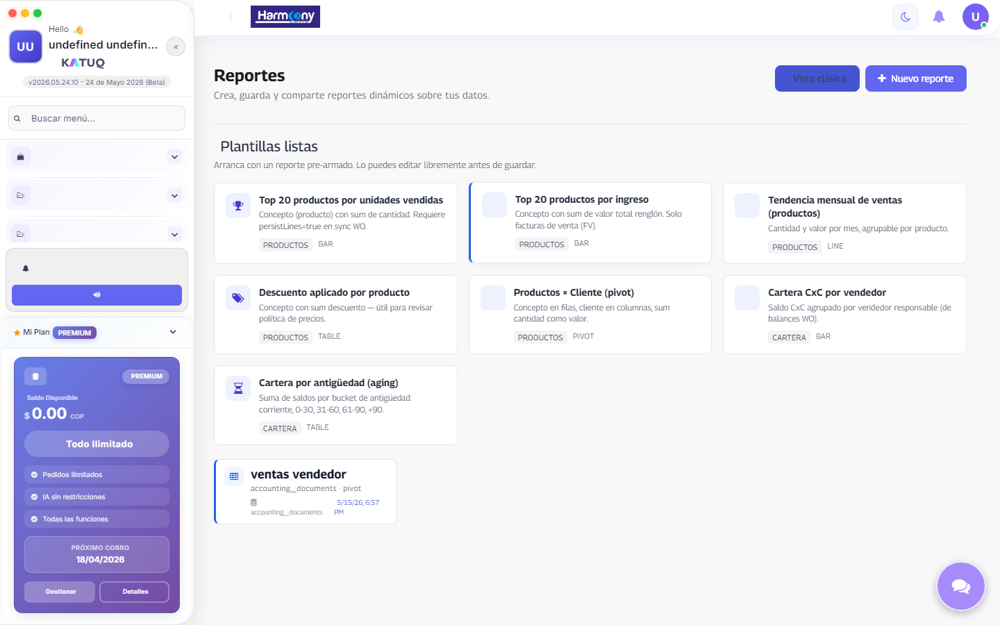 Hello 👋
UU
undefined undefin...
«
KATUQ
v2026.05.24.10 - 24 de Mayo 2026 (Beta)
Buscar menú...
Mi Plan PREMIUM
PREMIUM
Saldo Disponible
$0.00 COP
Todo Ilimitado
Pedidos ilimitados
IA sin restricciones
Todas las funciones
PRÓXIMO COBRO
18/04/2026
Gestionar
Detalles
Harmony
U
Reportes
Crea, guarda y comparte reportes dinámicos sobre tus datos.
Vista clásica
Nuevo reporte
Plantillas listas
Arranca con un reporte pre-armado. Lo puedes editar libremente antes de guardar.
Top 20 productos por unidades vendidas
Concepto (producto) con sum de cantidad. Requiere
persistLines=true en sync WO.
PRODUCTOS BAR
Top 20 productos por ingreso
Concepto con sum de valor total renglón. Solo
facturas de venta (FV).
PRODUCTOS BAR
Tendencia mensual de ventas
(productos)
Cantidad y valor por mes, agrupable por producto.
PRODUCTOS LINE
Descuento aplicado por producto
Concepto con sum descuento — útil para revisar
política de precios.
PRODUCTOS TABLE
Productos × Cliente (pivot)
Concepto en filas, cliente en columnas, sum
cantidad como valor.
PRODUCTOS PIVOT
Cartera CxC por vendedor
Saldo CxC agrupado por vendedor responsable (de
balances WO).
CARTERA BAR
Cartera por antigüedad (aging)
Suma de saldos por bucket de antigüedad:
corriente, 0-30, 31-60, 61-90, +90.
CARTERA TABLE
ventas vendedor
accounting_documents · pivot
accounting_documents
5/15/26, 6:57
PM